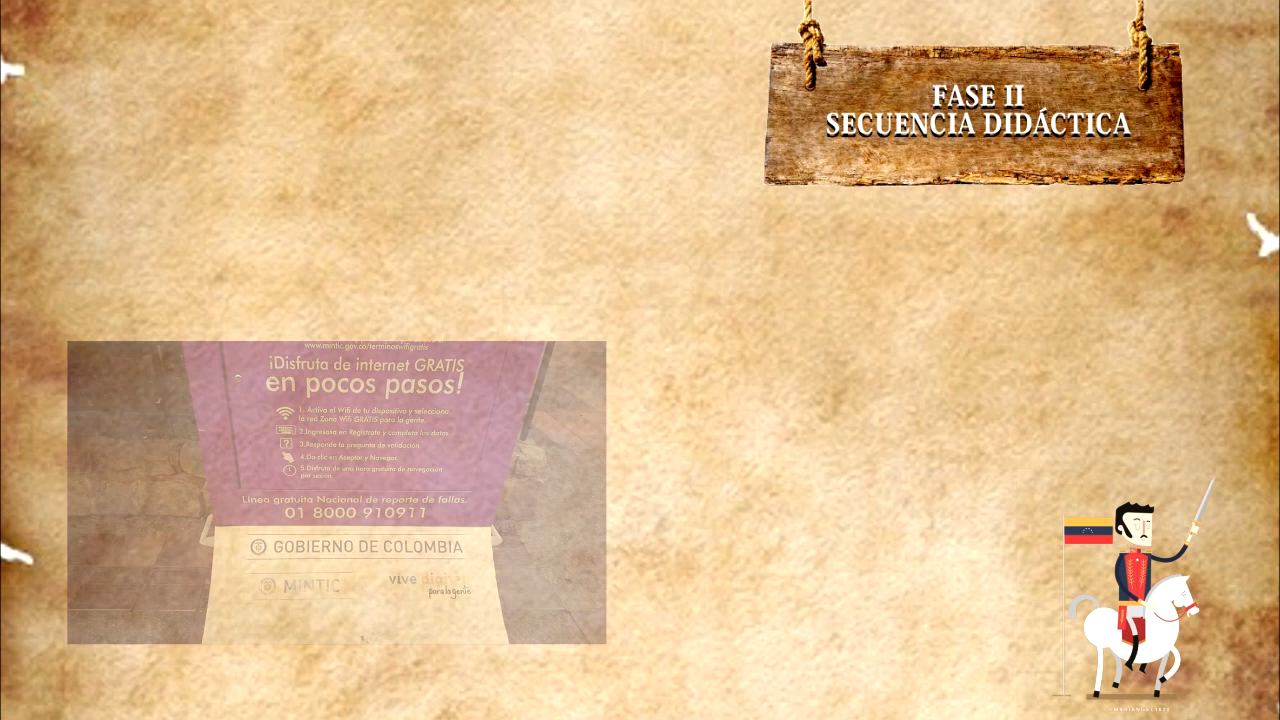 FASE II
SECUENCIA DIDÁCTICA
www.mintic.gov.co/terminoswifigratis
¡Disfruta de internet GRATIS
en pocos pasos!
1. Activa el Wifi de tu dispositivo y selecciona
la red Zona Wifi GRATIS para la gente.
2.Ingresosa en Regístrate y completa los datos.
3.Responde la pregunta de validación.
4.Da clic en Aceptar y Navegar.
5.Disfruta de una hora gratuita de navegación
por sesión.
Línea gratuita Nacional de reporte de fallas.
01 8000 910911
GOBIERNO DE COLOMBIA
MINTIC
vive digital
para la gente